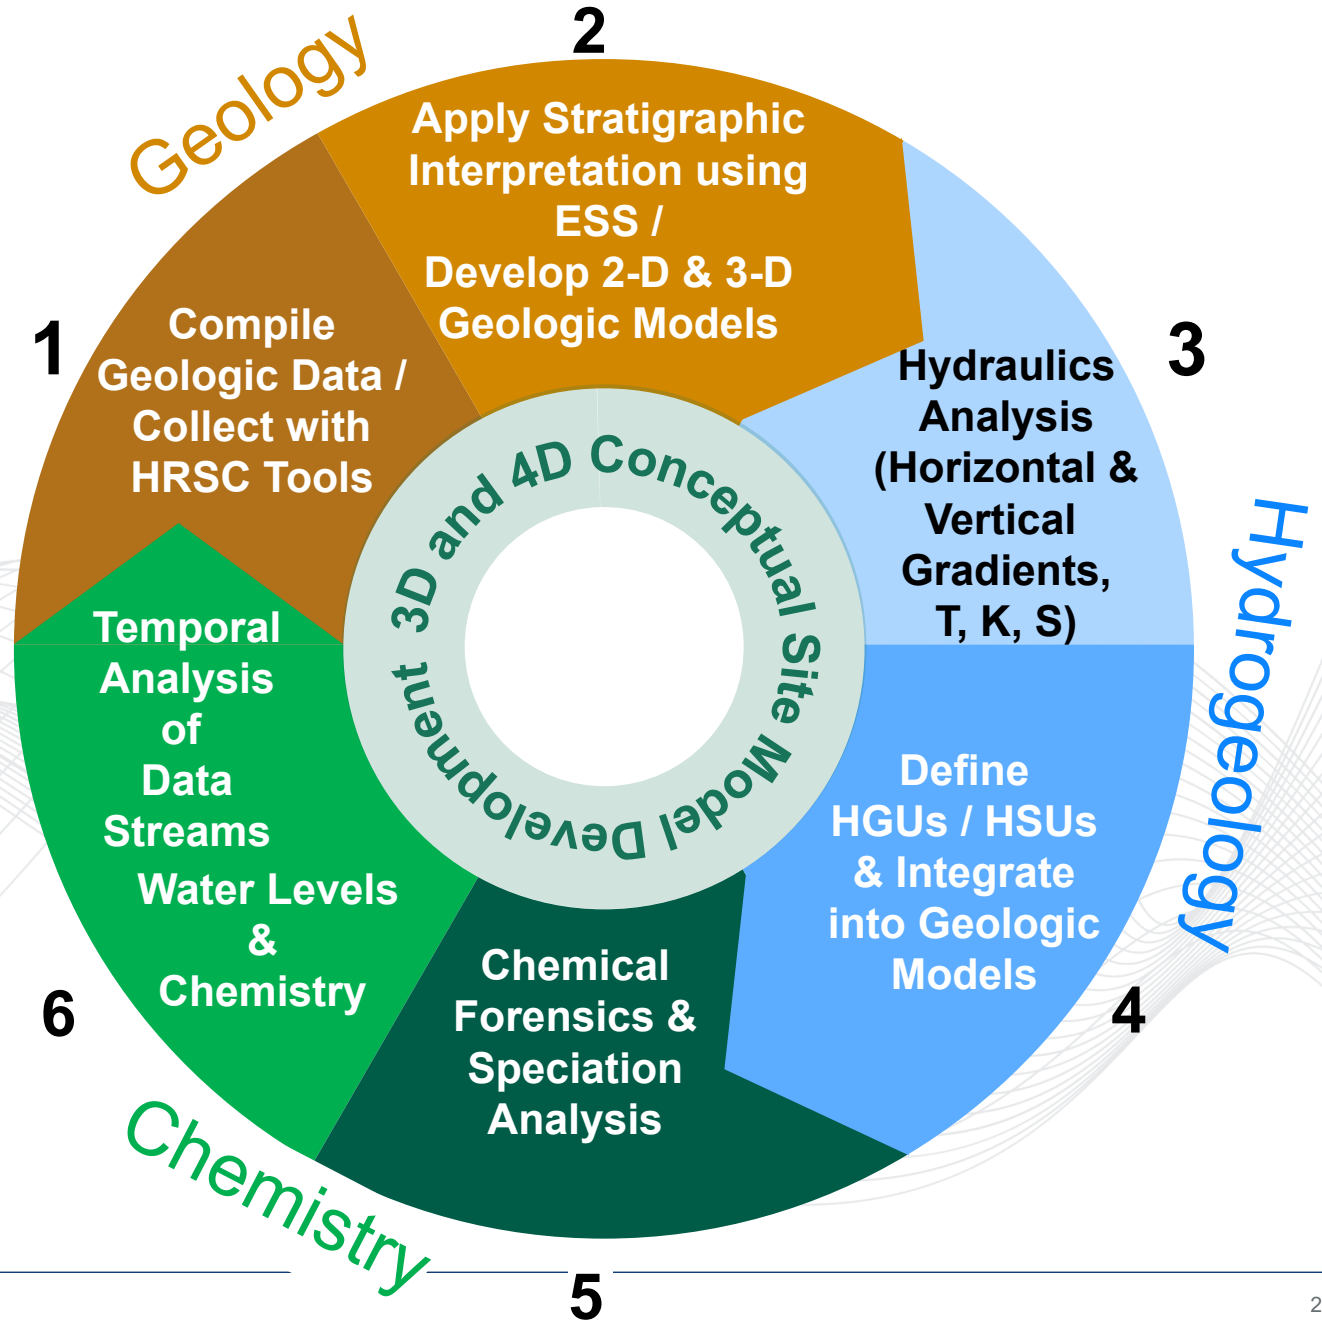 Geology
1
Compile
Geologic Data /
Collect with
HRSC Tools
2
Apply Stratigraphic
Interpretation using
ESS /
Develop 2-D & 3-D
Geologic Models
3
Hydraulics
Analysis
(Horizontal &
Vertical
Gradients,
T, K, S)
Hydrogeology
4
Define
HGUs / HSUs
& Integrate
into Geologic
Models
5
Chemical
Forensics &
Speciation
Analysis
Chemistry
6
Temporal
Analysis
of
Data
Streams
Water Levels
&
Chemistry
3D and 4D Conceptual Site Model Development
2